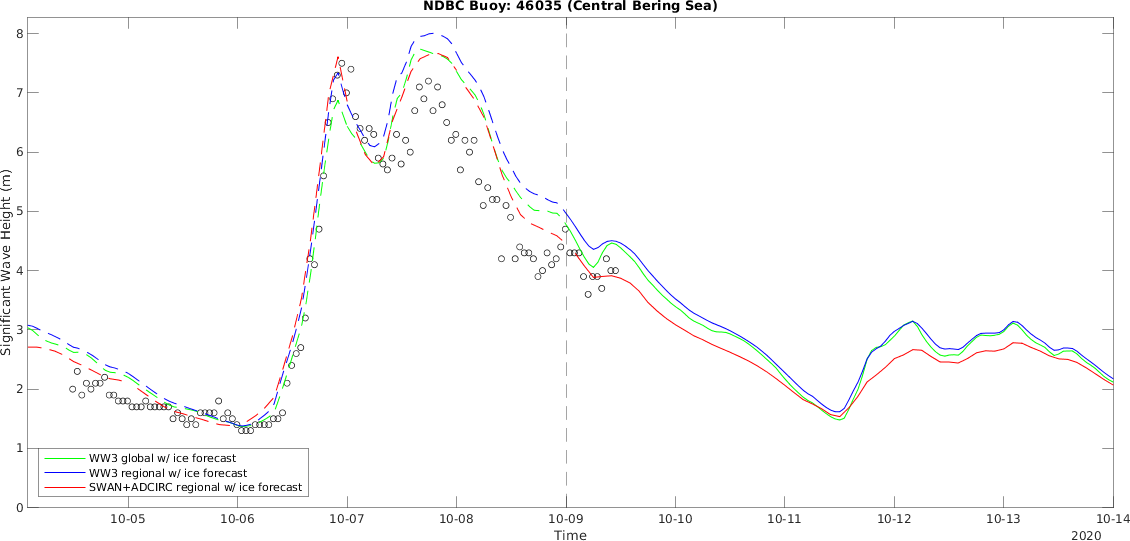 NDBC Buoy: 46035 (Central Bering Sea)
Significant Wave Height (m)
8
7
6
5
4
3
2
1
0
WW3 global w/ ice forecast
WW3 regional w/ ice forecast
SWAN+ADCIRC regional w/ ice forecast
10-05 10-06 10-07 10-08 10-09 10-10 10-11 10-12 10-13 10-14
Time
2020